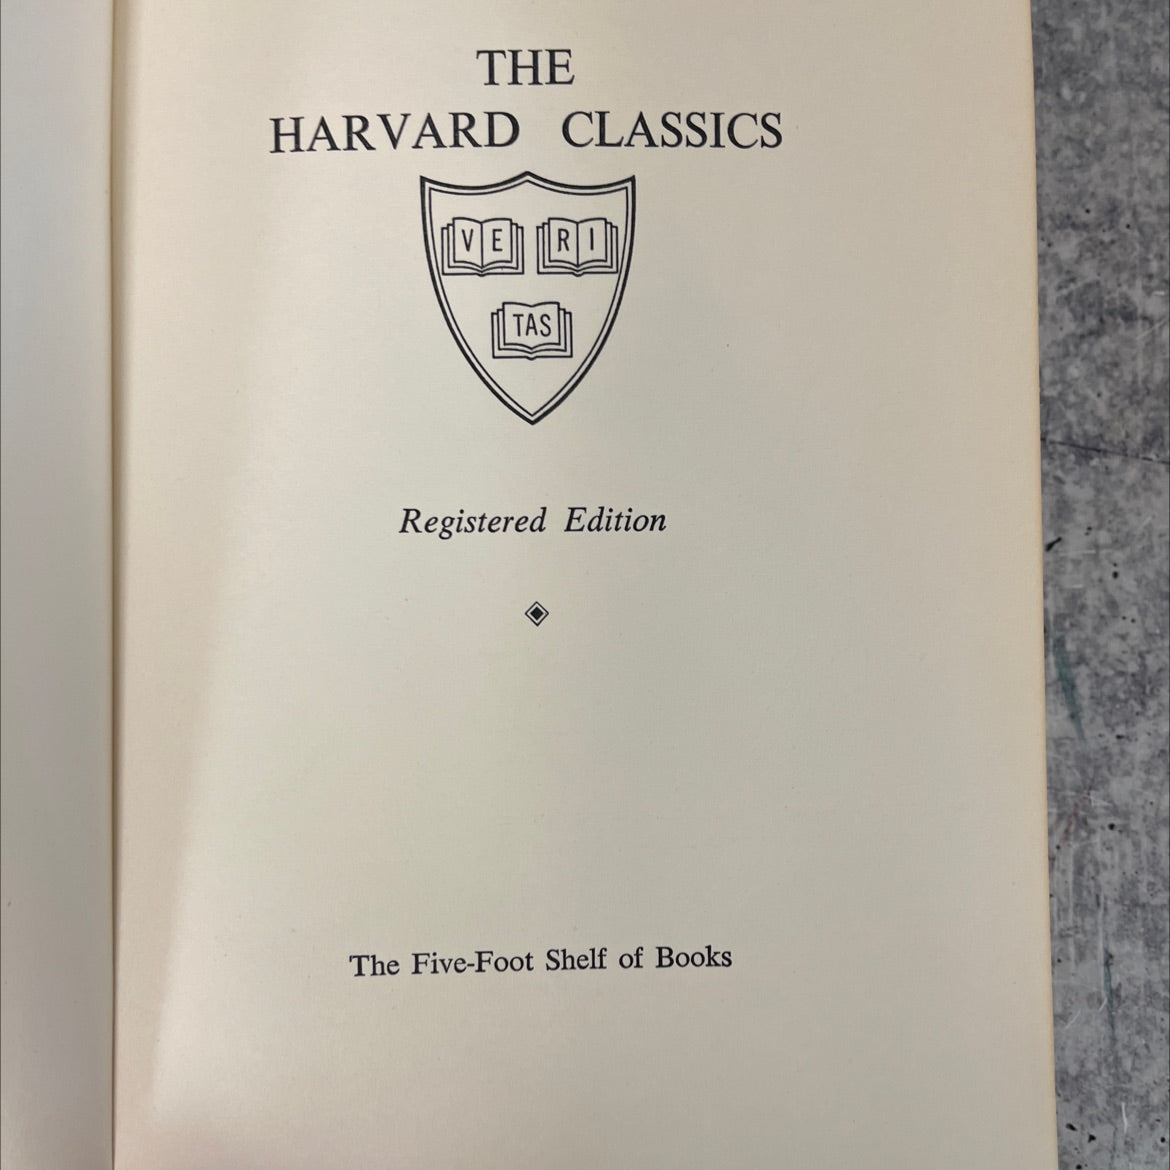 THE
HARVARD CLASSICS
VE RI
TAS
Registered Edition
The Five-Foot Shelf of Books